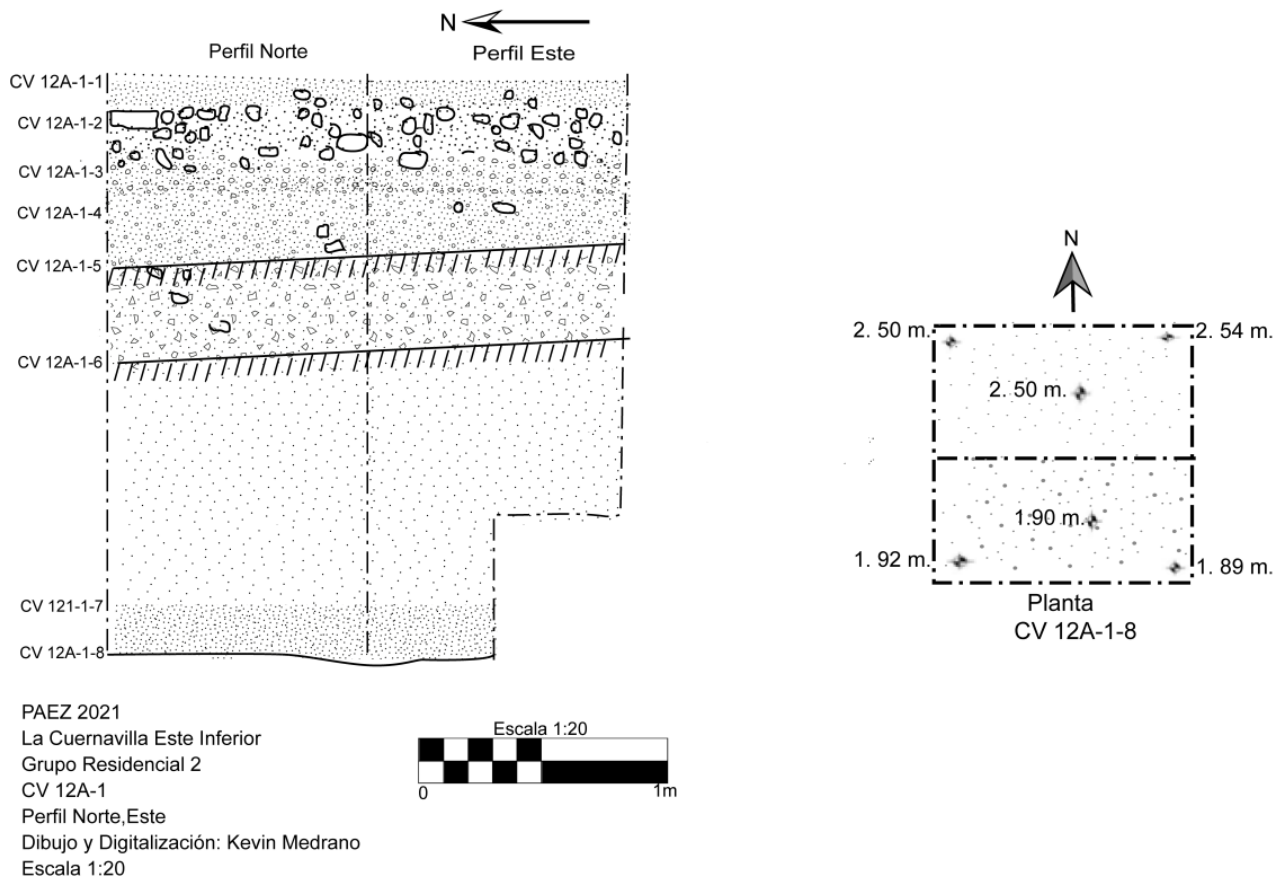 N
Perfil Norte
Perfil Este
CV 12A-1-1
CV 12A-1-2
CV 12A-1-3
CV 12A-1-4
CV 12A-1-5
CV 12A-1-6
CV 121-1-7
CV 12A-1-8
N
2.50 m.
2.54 m.
2. 50 m.
1.90 m.
1. 92 m.
1. 89 m.
Planta
CV 12A-1-8
PAEZ 2021
La Cuernavilla Este Inferior
Grupo Residencial 2
CV 12A-1
Perfil Norte,Este
Dibujo y Digitalización: Kevin Medrano
Escala 1:20
Escala 1:20
0 1m